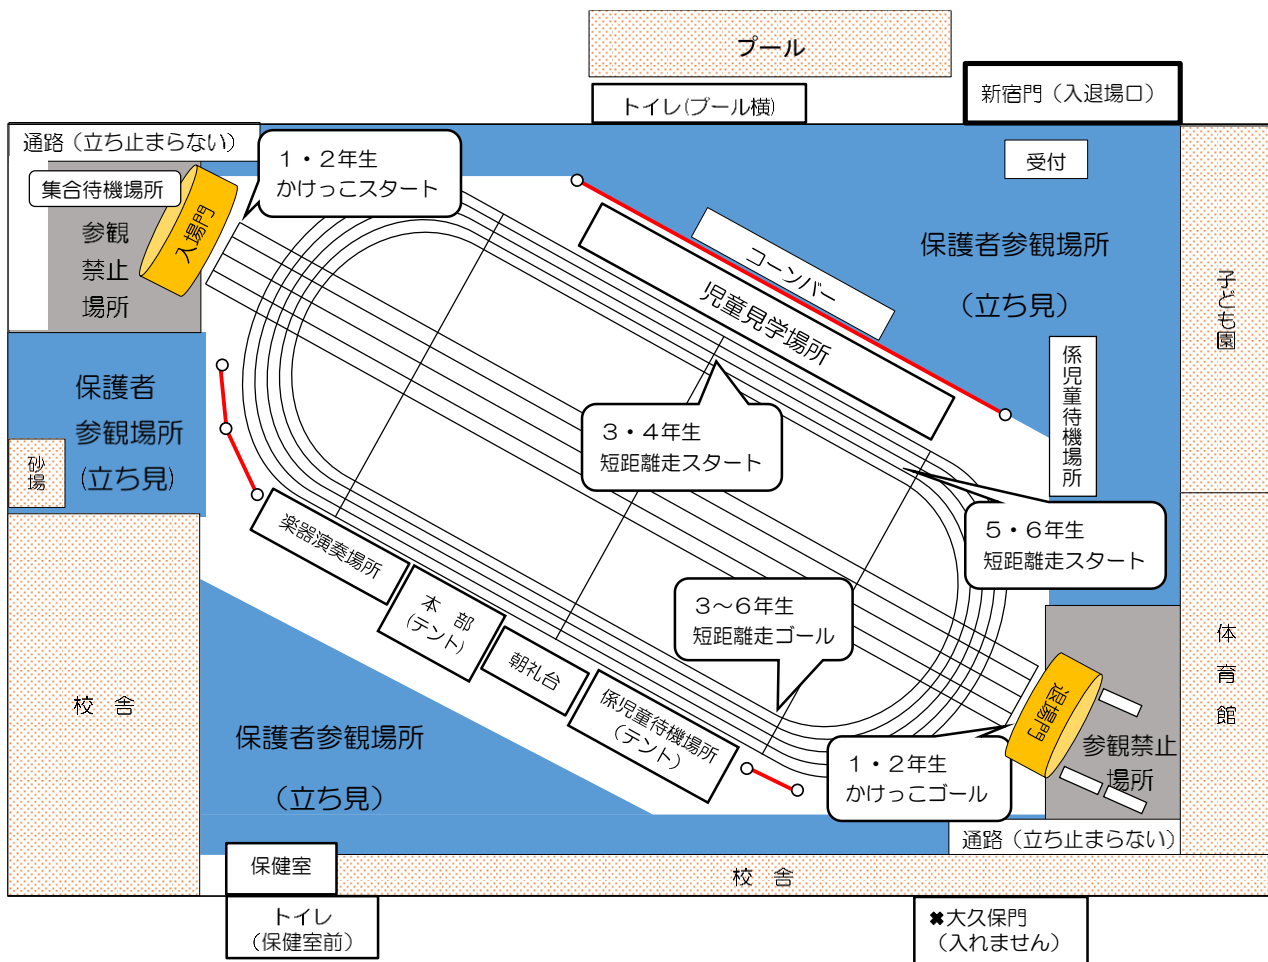 プール
トイレ(プール横)
新宿門（入退場口）
通路（立ち止まらない）
受付
集合待機場所
入場門
参観
禁止
場所
１・２年生
かけっこスタート
コーンバー
児童見学場所
保護者参観場所
（立ち見）
子ども園
係児童待機場所
保護者
参観場所
(立ち見)
砂場
３・４年生
短距離走スタート
５・６年生
短距離走スタート
楽器演奏場所
本　部
(テント)
朝礼台
係児童待機場所
（テント）
３～６年生
短距離走ゴール
体育館
校　舎
保護者参観場所
（立ち見）
退場門
参観禁止
場所
１・２年生
かけっこゴール
通路（立ち止まらない）
保健室
校　舎
トイレ
（保健室前）
✖大久保門
（入れません）